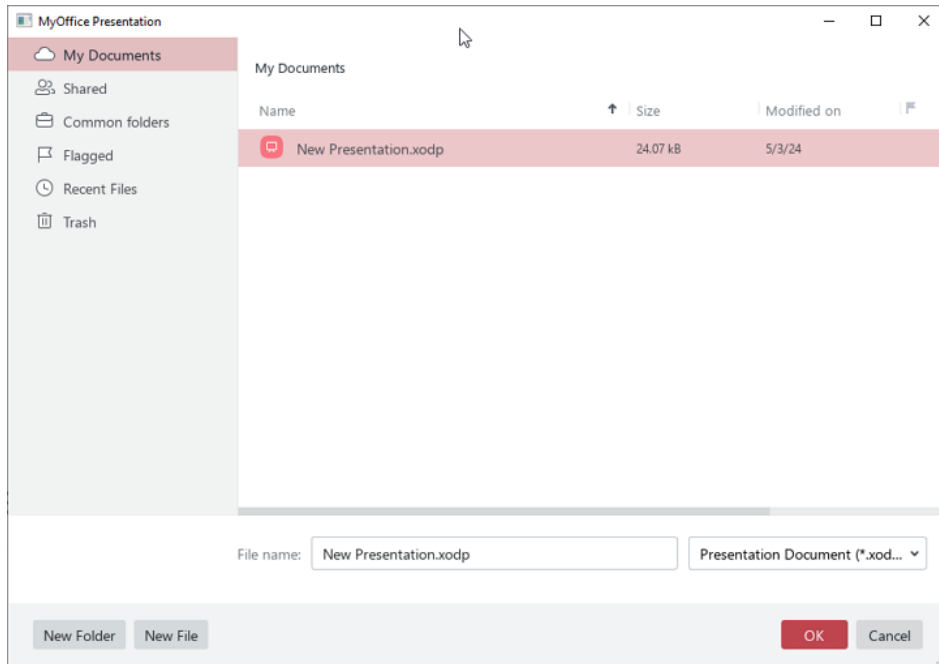 MyOffice Presentation
My Documents
Shared
Common folders
Flagged
Recent Files
Trash
My Documents
Name Size Modified on
New Presentation.xodp 24.07 kB 5/3/24
File name: New Presentation.xodp Presentation Document (*.xod...
New Folder New File OK Cancel